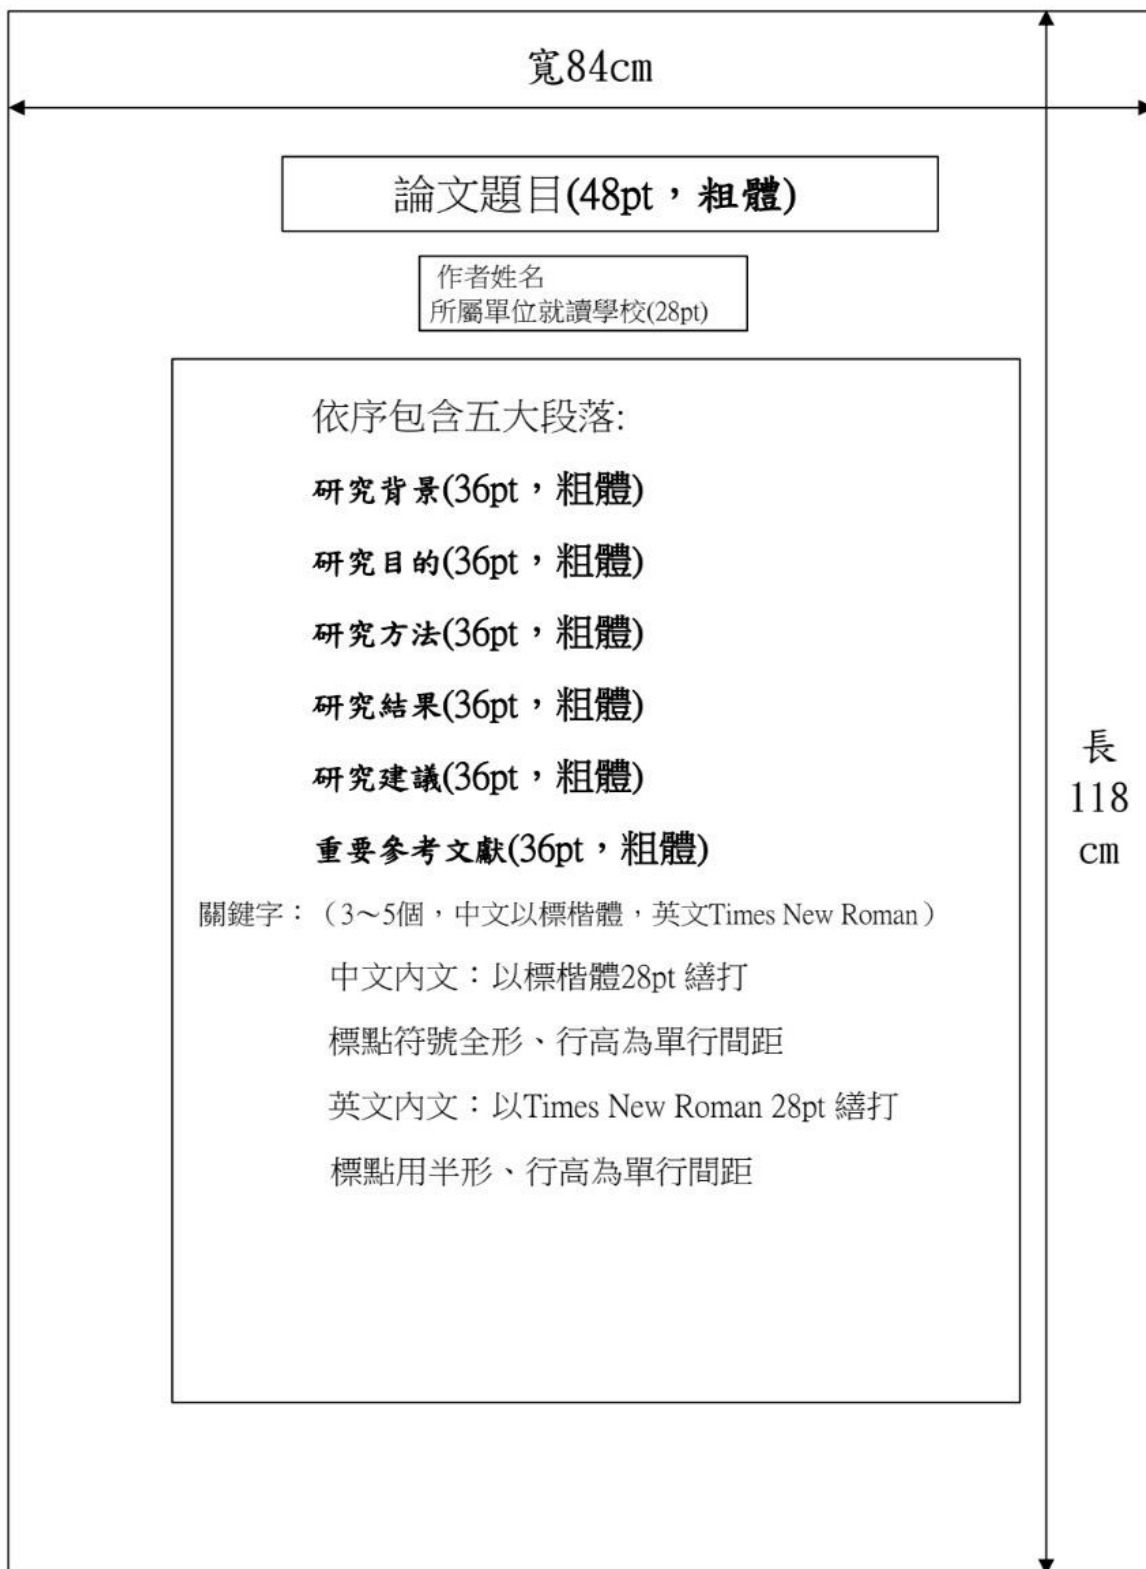 寬84cm
論文題目(48pt，粗體)
作者姓名
所屬單位就讀學校(28pt)
依序包含五大段落:
研究背景(36pt，粗體)
研究目的(36pt，粗體)
研究方法(36pt，粗體)
研究結果(36pt，粗體)
研究建議(36pt，粗體)
重要參考文獻(36pt，粗體)
關鍵字：（3～5個，中文以標楷體，英文Times New Roman）
中文內文：以標楷體28pt 繕打
標點符號全形、行高為單行間距
英文內文：以Times New Roman 28pt 繕打
標點用半形、行高為單行間距
長
118
cm